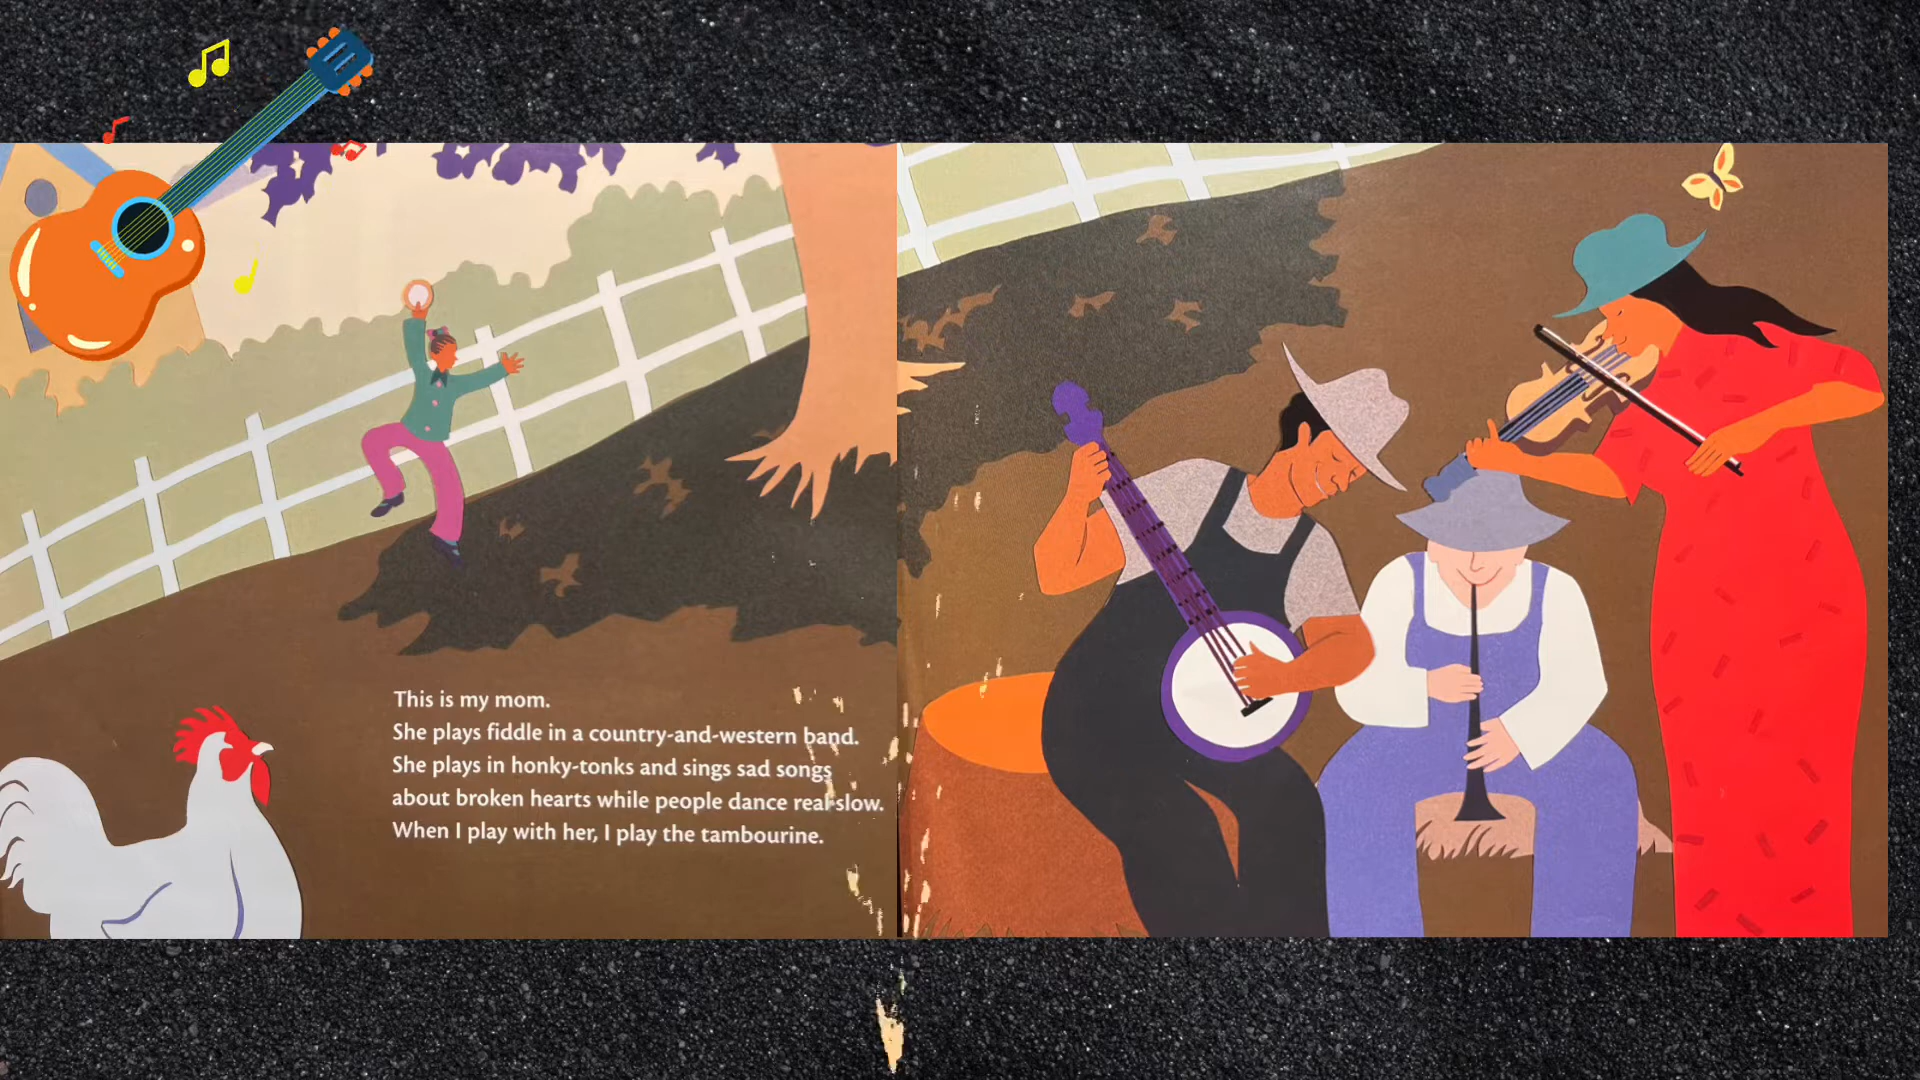 This is my mom.
She plays fiddle in a country-and-western band.
She plays in honky-tonks and sings sad songs
about broken hearts while people dance real slow.
When I play with her, I play the tambourine.